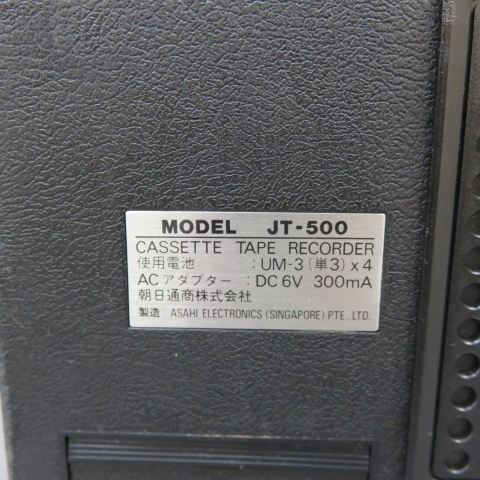 MODEL JT-500
CASSETTE TAPE RECORDER
使用電池 : UM-3 (単3) x 4
ACアダプター : DC 6V 300mA
朝日通商株式会社
製造 : ASAHI ELECTRONICS (SINGAPORE) PTE., LTD.